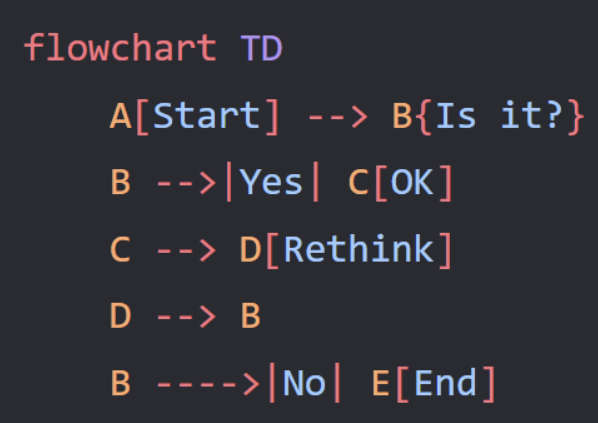 flowchart TD
    A[Start] --> B{Is it?}
    B -->|Yes| C[OK]
    C --> D[Rethink]
    D --> B
    B ---->|No| E[End]